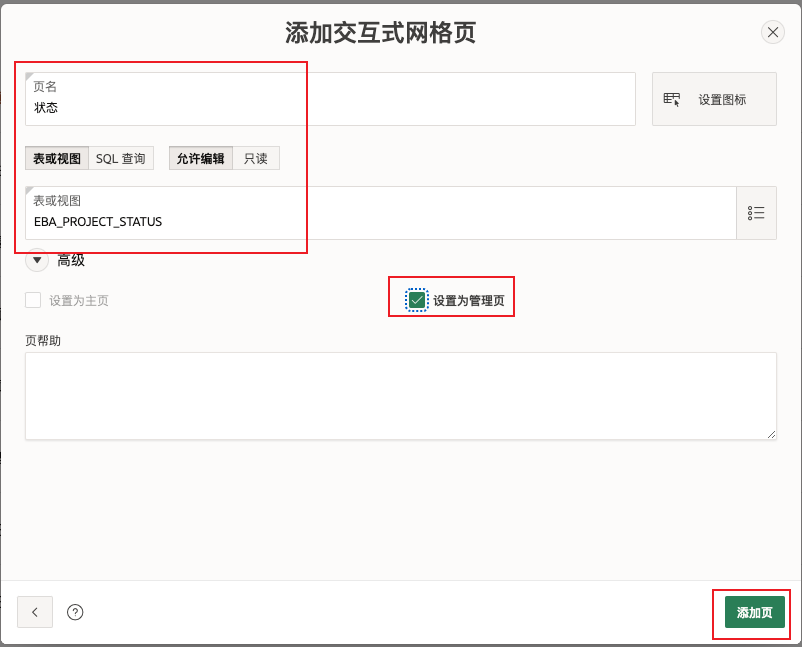 添加交互式网格页
页名
状态
设置图标
表或视图 SQL 查询 允许编辑 只读
表或视图
EBA_PROJECT_STATUS
高级
设置为主页 设置为管理页
页帮助
添加页